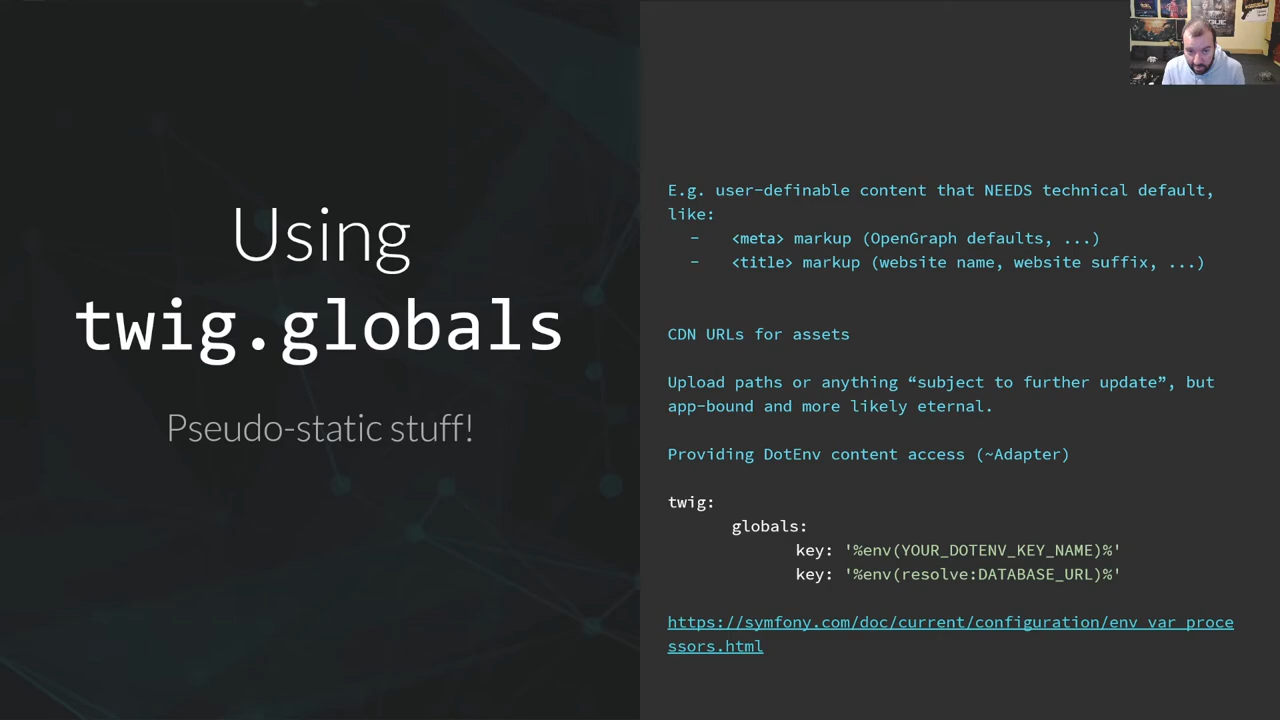 Using
twig.globals
Pseudo-static stuff!
E.g. user-definable content that NEEDS technical default,
like:
- <meta> markup (OpenGraph defaults, ...)
- <title> markup (website name, website suffix, ...)
CDN URLs for assets
Upload paths or anything “subject to further update”, but
app-bound and more likely eternal.
Providing DotEnv content access (~Adapter)
twig:
globals:
key: '%env(YOUR_DOTENV_KEY_NAME)%'
key: '%env(resolve:DATABASE_URL)%'
https://symfony.com/doc/current/configuration/env_var_proce
ssors.html